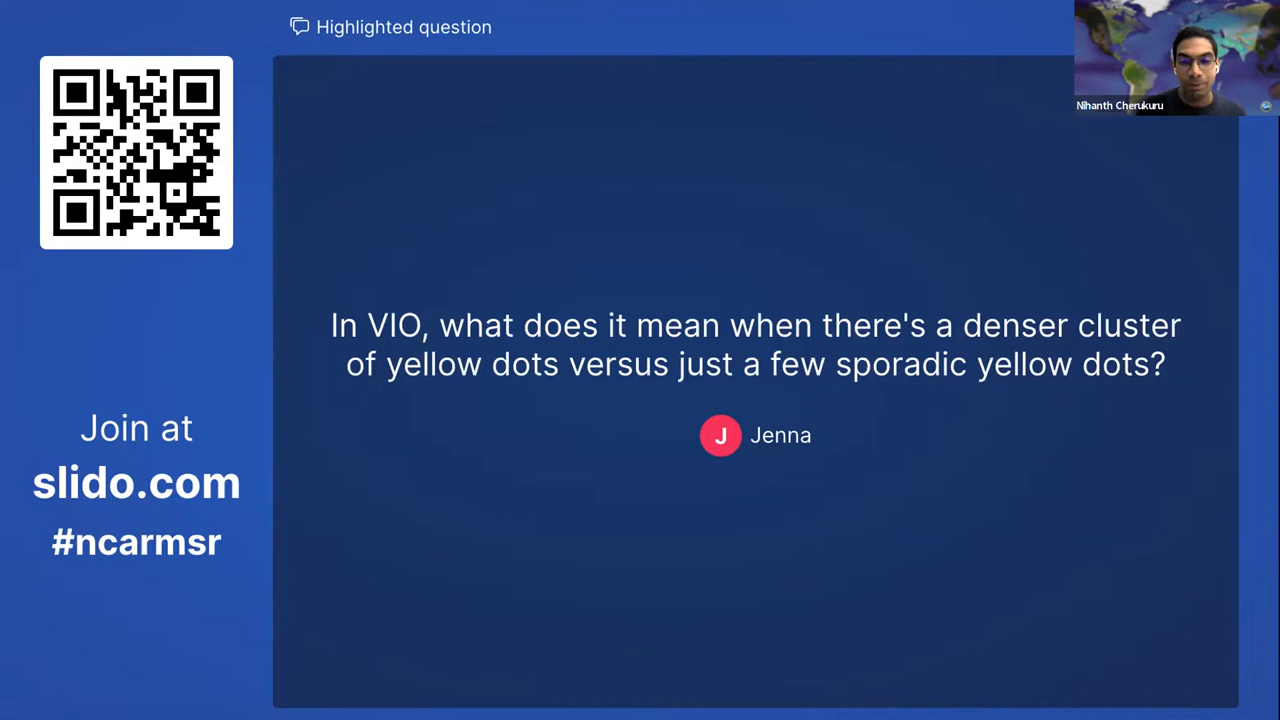 Highlighted question
Nihanth Cherukuru
In VIO, what does it mean when there's a denser cluster
of yellow dots versus just a few sporadic yellow dots?
J Jenna
Join at
slido.com
#ncarmsr